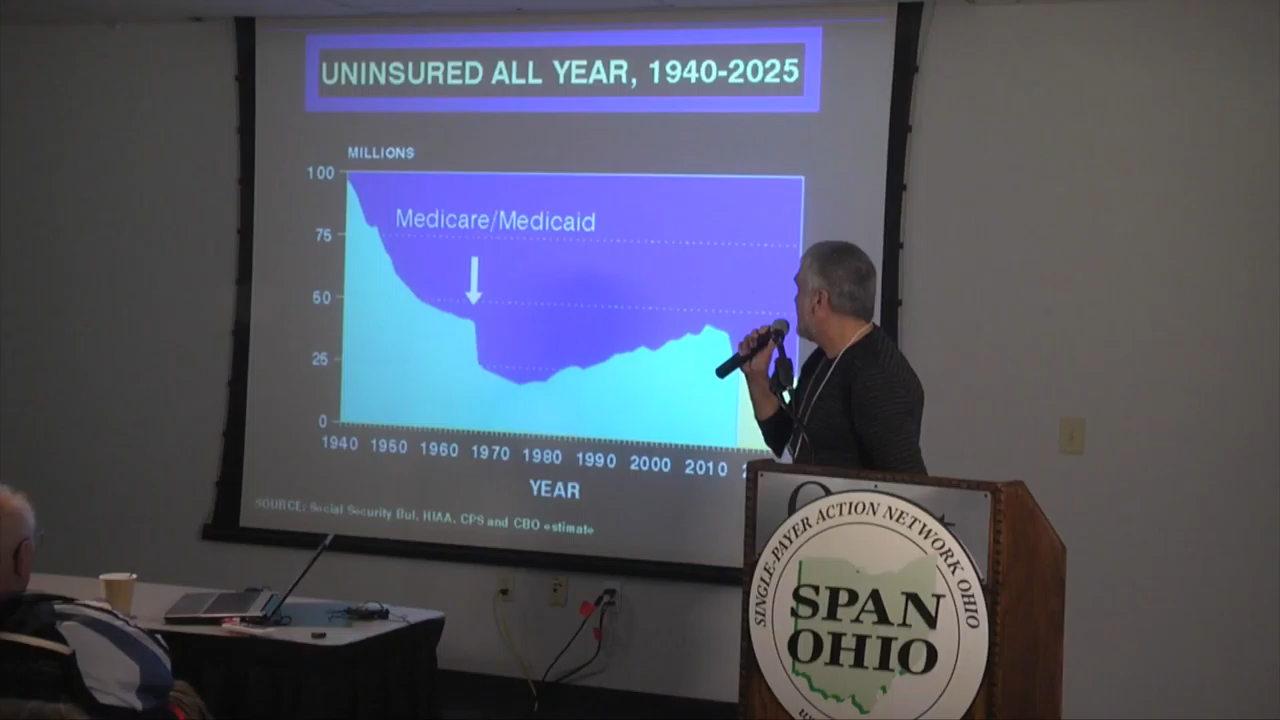 UNINSURED ALL YEAR, 1940-2025
MILLIONS
100
75
50
25
0
Medicare/Medicaid
1940 1950 1960 1970 1980 1990 2000 2010
YEAR
SOURCE: Social Security Bul, HIAA, CPS and CBO estimate
SINGLE-PAYER ACTION NETWORK OHIO
SPAN
OHIO